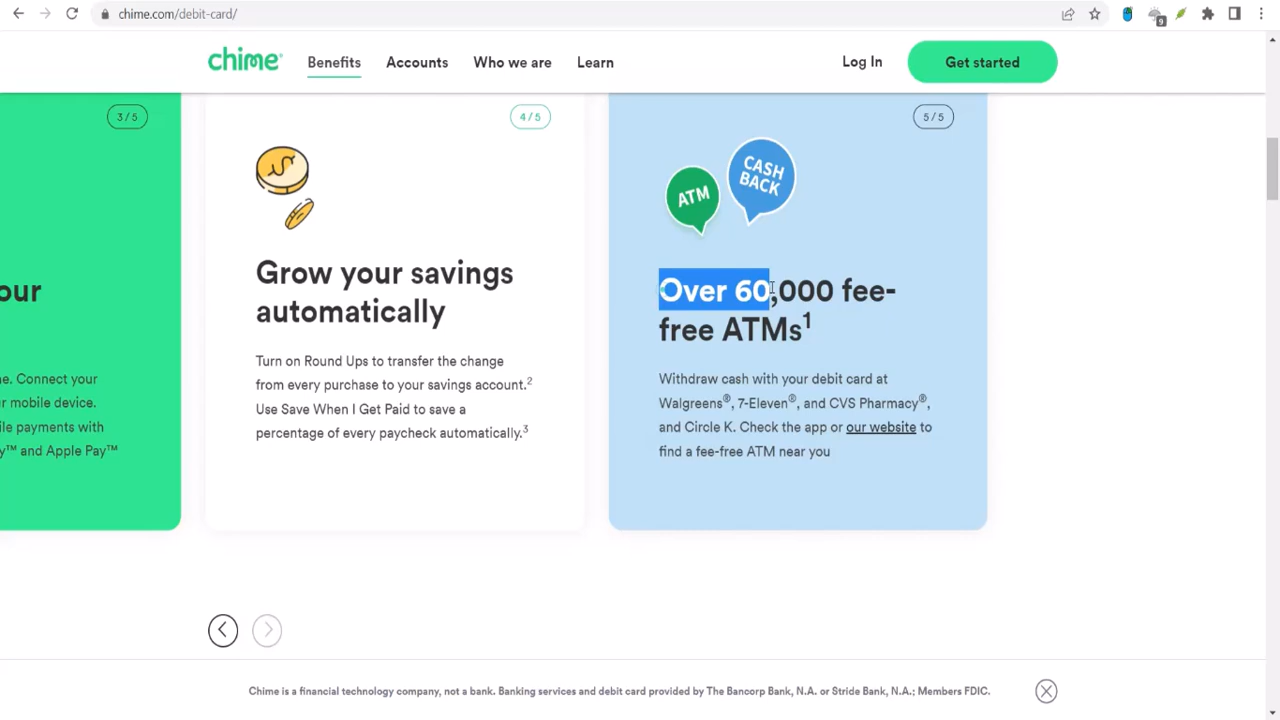 chime.com/debit-card/
9
chime®
Benefits
Accounts
Who we are
Learn
Log In
Get started
3 / 5
our
me. Connect your
r mobile device.
ile payments with
y™ and Apple Pay™
4 / 5
Grow your savings
automatically
Turn on Round Ups to transfer the change
from every purchase to your savings account.²
Use Save When I Get Paid to save a
percentage of every paycheck automatically.³
5 / 5
ATM
CASH
BACK
Over 60,000 fee-
free ATMs¹
Withdraw cash with your debit card at
Walgreens®, 7-Eleven®, and CVS Pharmacy®,
and Circle K. Check the app or our website to
find a fee-free ATM near you
Chime is a financial technology company, not a bank. Banking services and debit card provided by The Bancorp Bank, N.A. or Stride Bank, N.A.; Members FDIC.